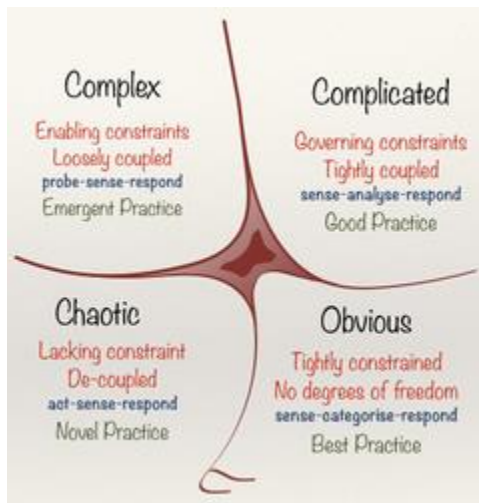 Complex
Enabling constraints
Loosely coupled
probe-sense-respond
Emergent Practice
Complicated
Governing constraints
Tightly coupled
sense-analyse-respond
Good Practice
Chaotic
Lacking constraint
De-coupled
act-sense-respond
Novel Practice
Obvious
Tightly constrained
No degrees of freedom
sense-categorise-respond
Best Practice